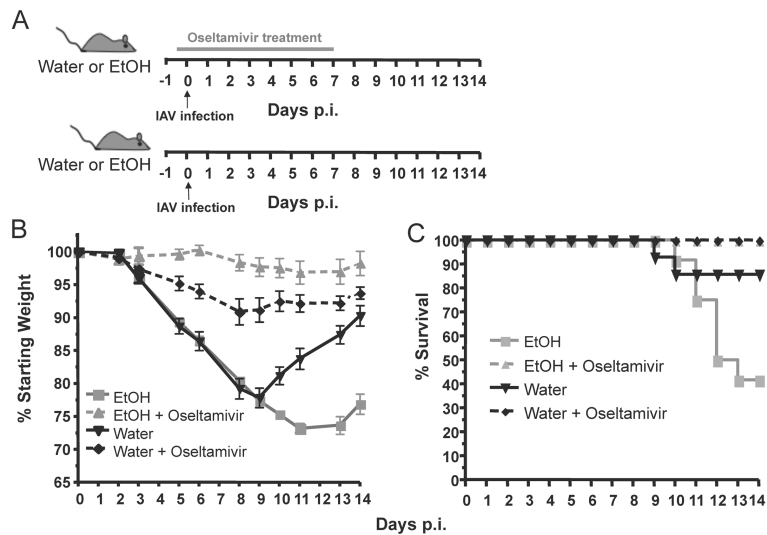 A
Oseltamivir treatment
Water or EtOH
-1 0 1 2 3 4 5 6 7 8 9 10 11 12 13 14
IAV infection
Days p.i.
Water or EtOH
-1 0 1 2 3 4 5 6 7 8 9 10 11 12 13 14
IAV infection
Days p.i.
B
% Starting Weight
100
95
90
85
80
75
70
65
EtOH
EtOH + Oseltamivir
Water
Water + Oseltamivir
0 1 2 3 4 5 6 7 8 9 10 11 12 13 14
C
% Survival
100
90
80
70
60
50
40
30
20
10
0
EtOH
EtOH + Oseltamivir
Water
Water + Oseltamivir
0 1 2 3 4 5 6 7 8 9 10 11 12 13 14
Days p.i.